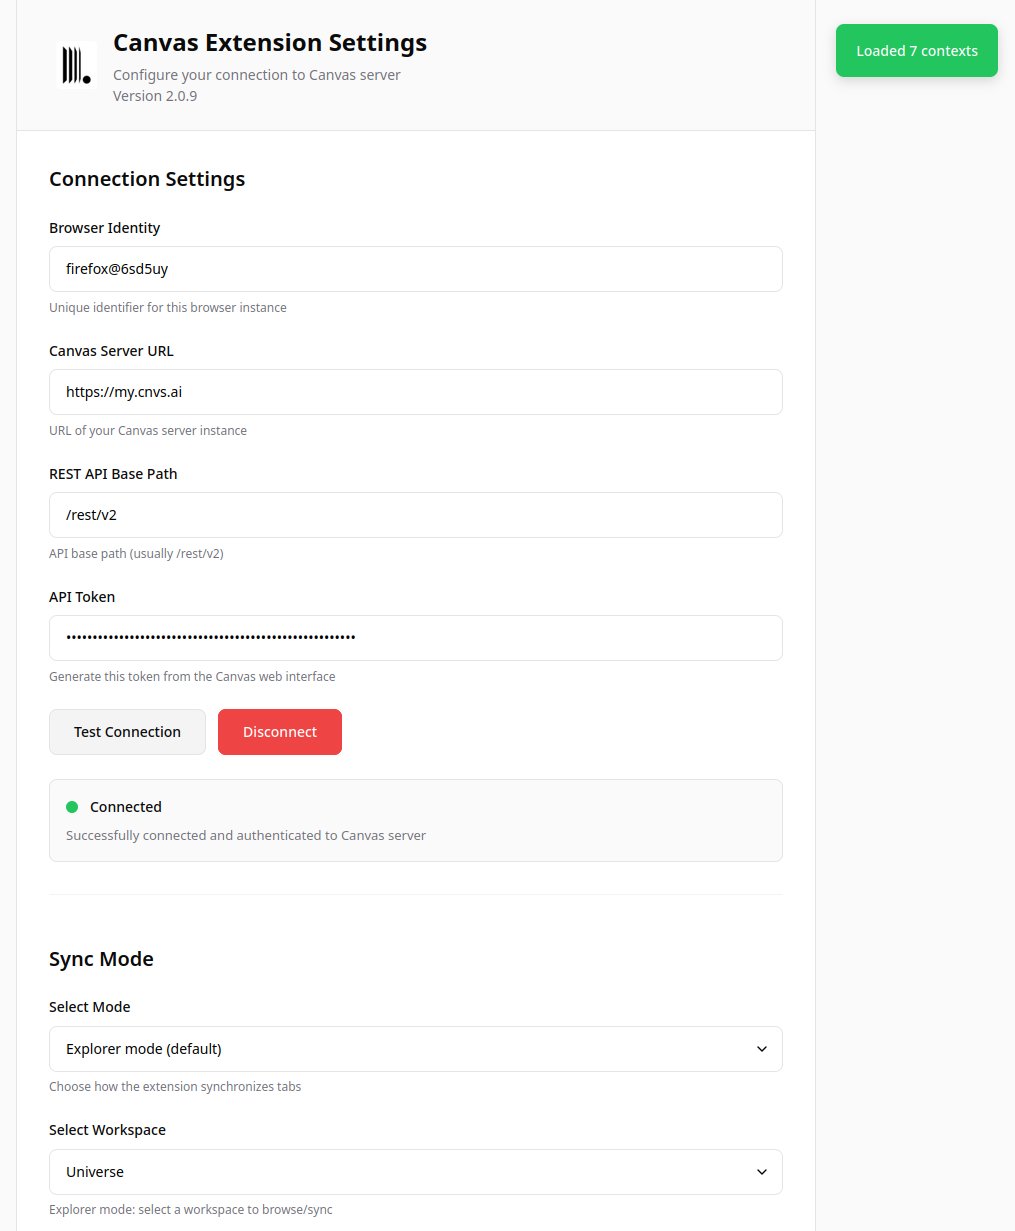 Canvas Extension Settings
Configure your connection to Canvas server
Version 2.0.9
Loaded 7 contexts
Connection Settings
Browser Identity
firefox@6sd5uy
Unique identifier for this browser instance
Canvas Server URL
https://my.cnvs.ai
URL of your Canvas server instance
REST API Base Path
/rest/v2
API base path (usually /rest/v2)
API Token
•••••••••••••••••••••••••••••••••••••••••••••••••••••••
Generate this token from the Canvas web interface
Test Connection
Disconnect
Connected
Successfully connected and authenticated to Canvas server
Sync Mode
Select Mode
Explorer mode (default)
Choose how the extension synchronizes tabs
Select Workspace
Universe
Explorer mode: select a workspace to browse/sync